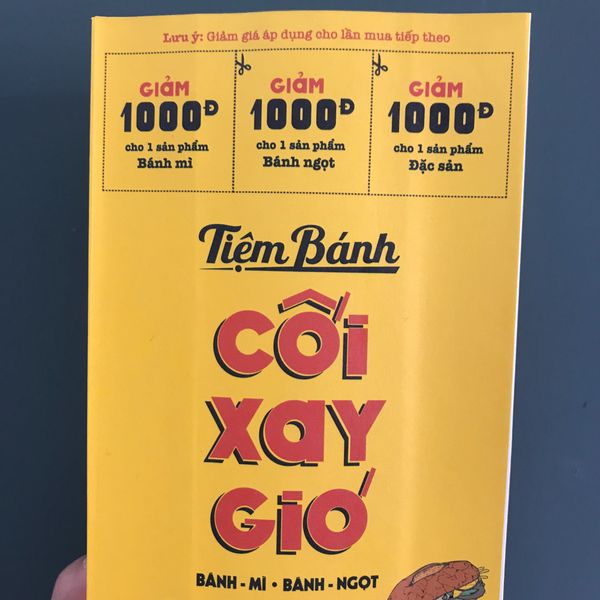 Lưu ý: Giảm giá áp dụng cho lần mua tiếp theo
GIẢM
1000Đ
cho 1 sản phẩm
Bánh mì
GIẢM
1000Đ
cho 1 sản phẩm
Bánh ngọt
GIẢM
1000Đ
cho 1 sản phẩm
Đặc sản
Tiệm Bánh
CỐi
XaY
Gió
BÁNH - MÌ • BÁNH - NGỌT